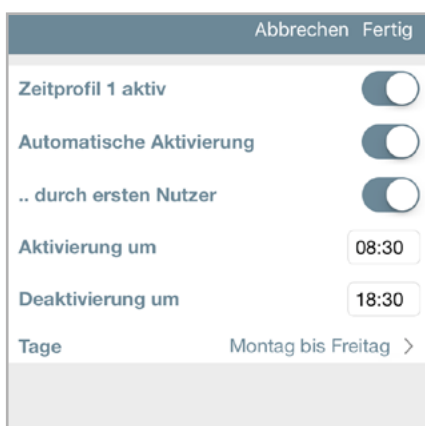 Abbrechen Fertig
Zeitprofil 1 aktiv
Automatische Aktivierung
.. durch ersten Nutzer
Aktivierung um 08:30
Deaktivierung um 18:30
Tage Montag bis Freitag >